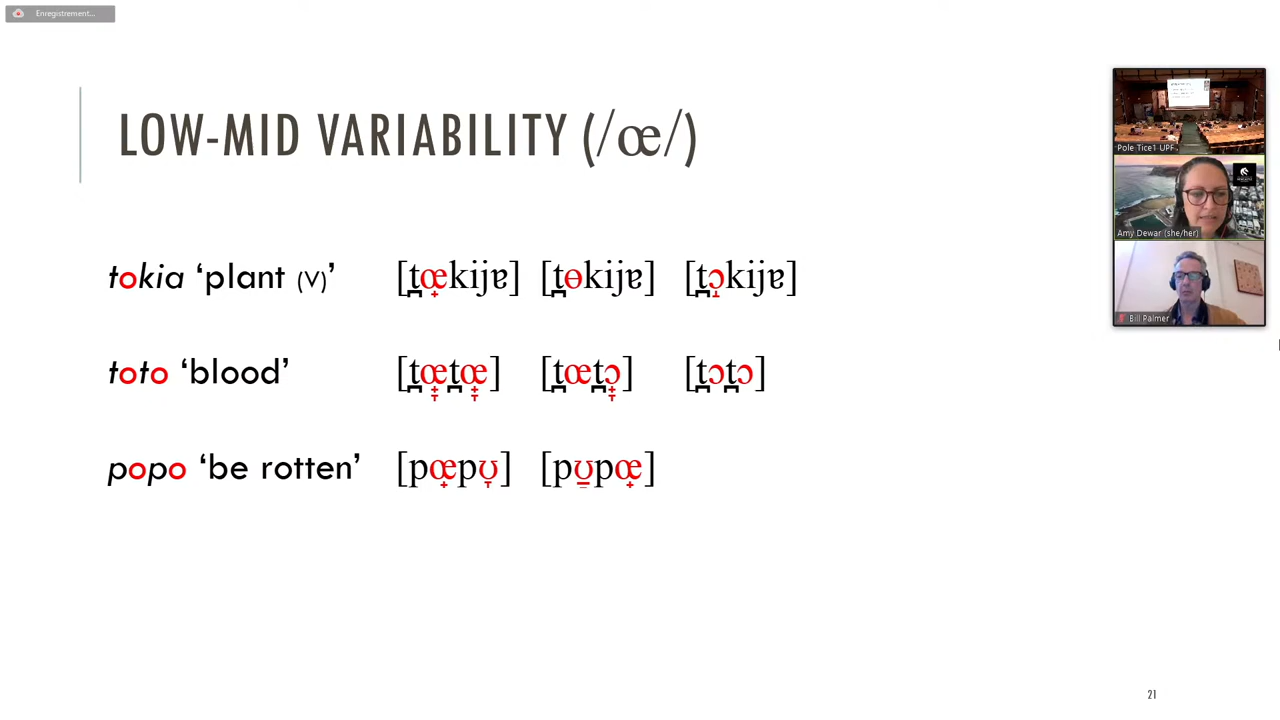 Enregistrement...
LOW-MID VARIABILITY (/œ/)
Pole Tice1 UPF
Amy Dewar (she/her)
Bill Palmer
tokia ‘plant (V)’ [t̪œ̟kijɐ] [t̪ɵkijɐ] [t̪ɔ̟kijɐ]
toto ‘blood’ [t̪œ̟̞t̪œ̟̞] [t̪œt̪ɔ̟̞] [t̪ɔt̪ɔ]
popo ‘be rotten’ [pœ̟pʊ̞] [pʊ̠pœ̟]
21